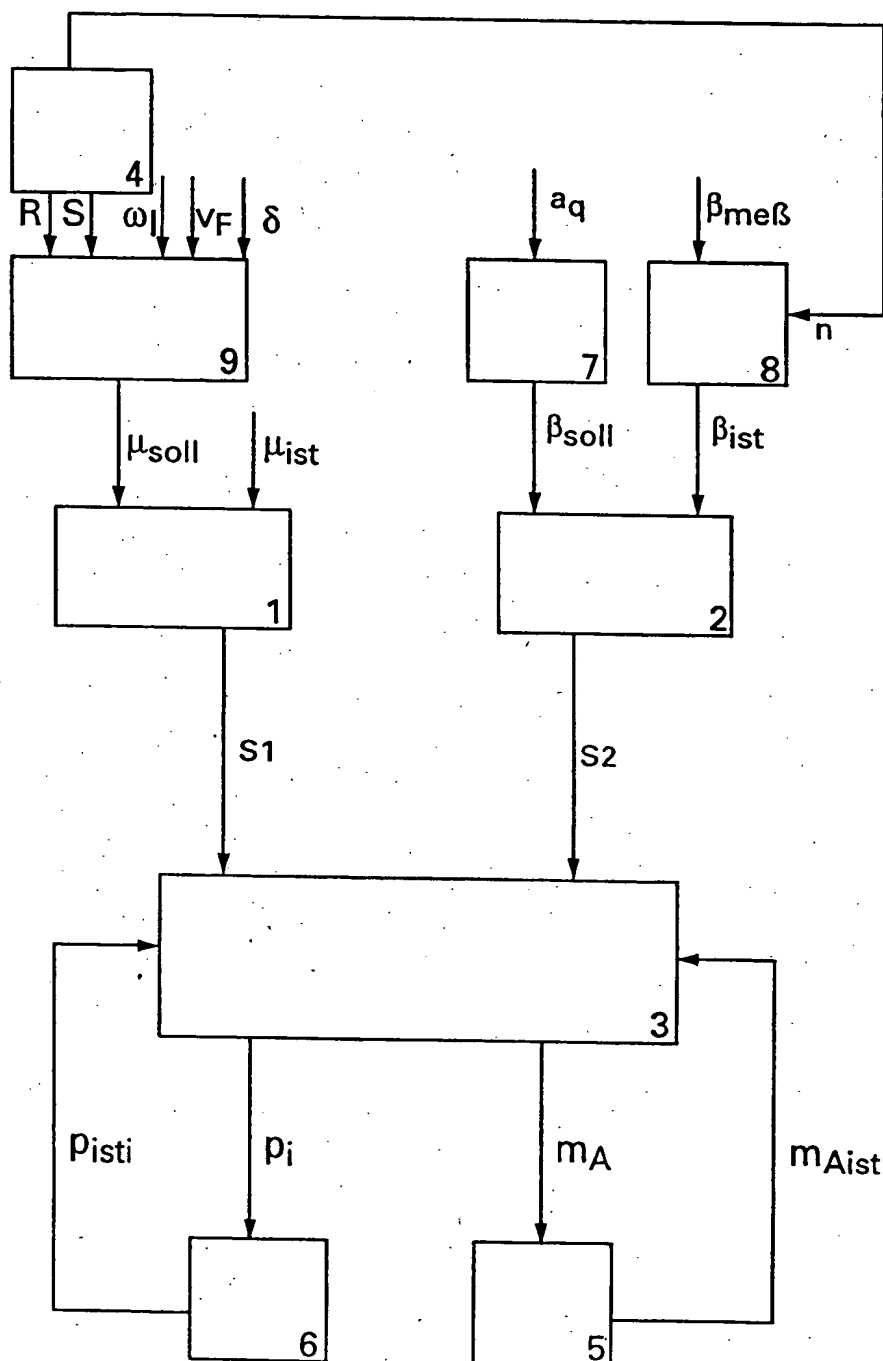 4
R S ω_l v_F δ a_q β_meß
n
9 7 8
μ_soll μ_ist β_soll β_ist
1 2
S1 S2
3
p_isti p_i m_A m_Aist
6 5